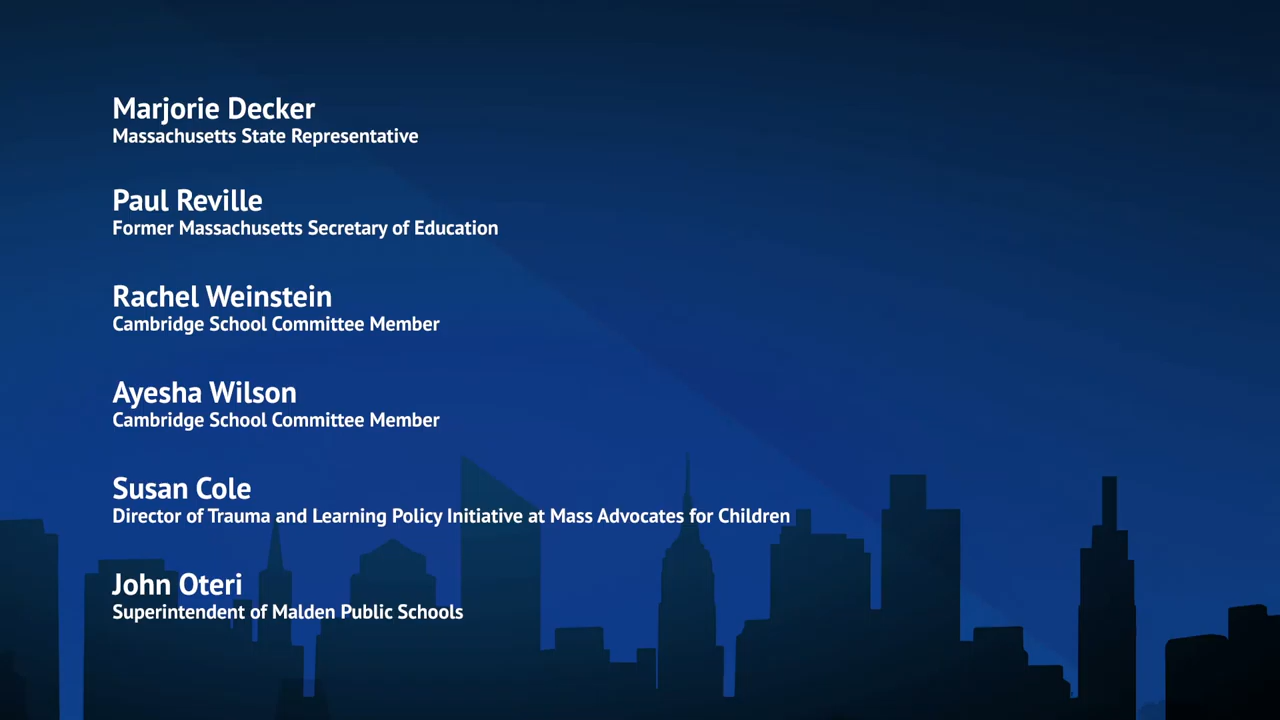 Marjorie Decker
Massachusetts State Representative
Paul Reville
Former Massachusetts Secretary of Education
Rachel Weinstein
Cambridge School Committee Member
Ayesha Wilson
Cambridge School Committee Member
Susan Cole
Director of Trauma and Learning Policy Initiative at Mass Advocates for Children
John Oteri
Superintendent of Malden Public Schools